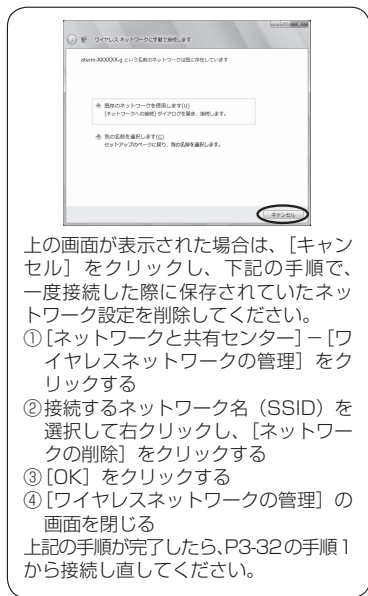 ワイヤレス ネットワークに手動で接続します
aterm-XXXXXX-g という名前のネットワークは既に存在しています
既存のネットワークを使用します(U)
[ネットワークへの接続] ダイアログを開き、接続します。
別の名前を選択します(C)
セットアップのページに戻り、別の名前を選択します。
キャンセル
上の画面が表示された場合は、［キャン
セル］をクリックし、下記の手順で、
一度接続した際に保存されていたネッ
トワーク設定を削除してください。
①［ネットワークと共有センター］－［ワ
イヤレスネットワークの管理］をク
リックする
②接続するネットワーク名（SSID）を
選択して右クリックし、［ネットワー
クの削除］をクリックする
③［OK］をクリックする
④［ワイヤレスネットワークの管理］の
画面を閉じる
上記の手順が完了したら、P3-32の手順1
から接続し直してください。